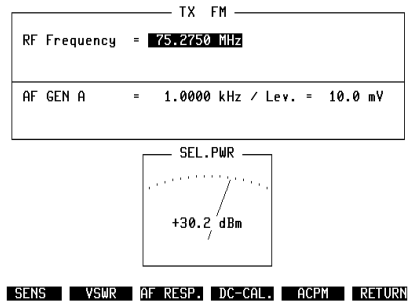 TX FM
RF Frequency = 75.2750 MHz
AF GEN A = 1.0000 kHz / Lev. = 10.0 mV
SEL.PWR
+30.2 dBm
SENS VSWR AF RESP. DC-CAL. ACPM RETURN